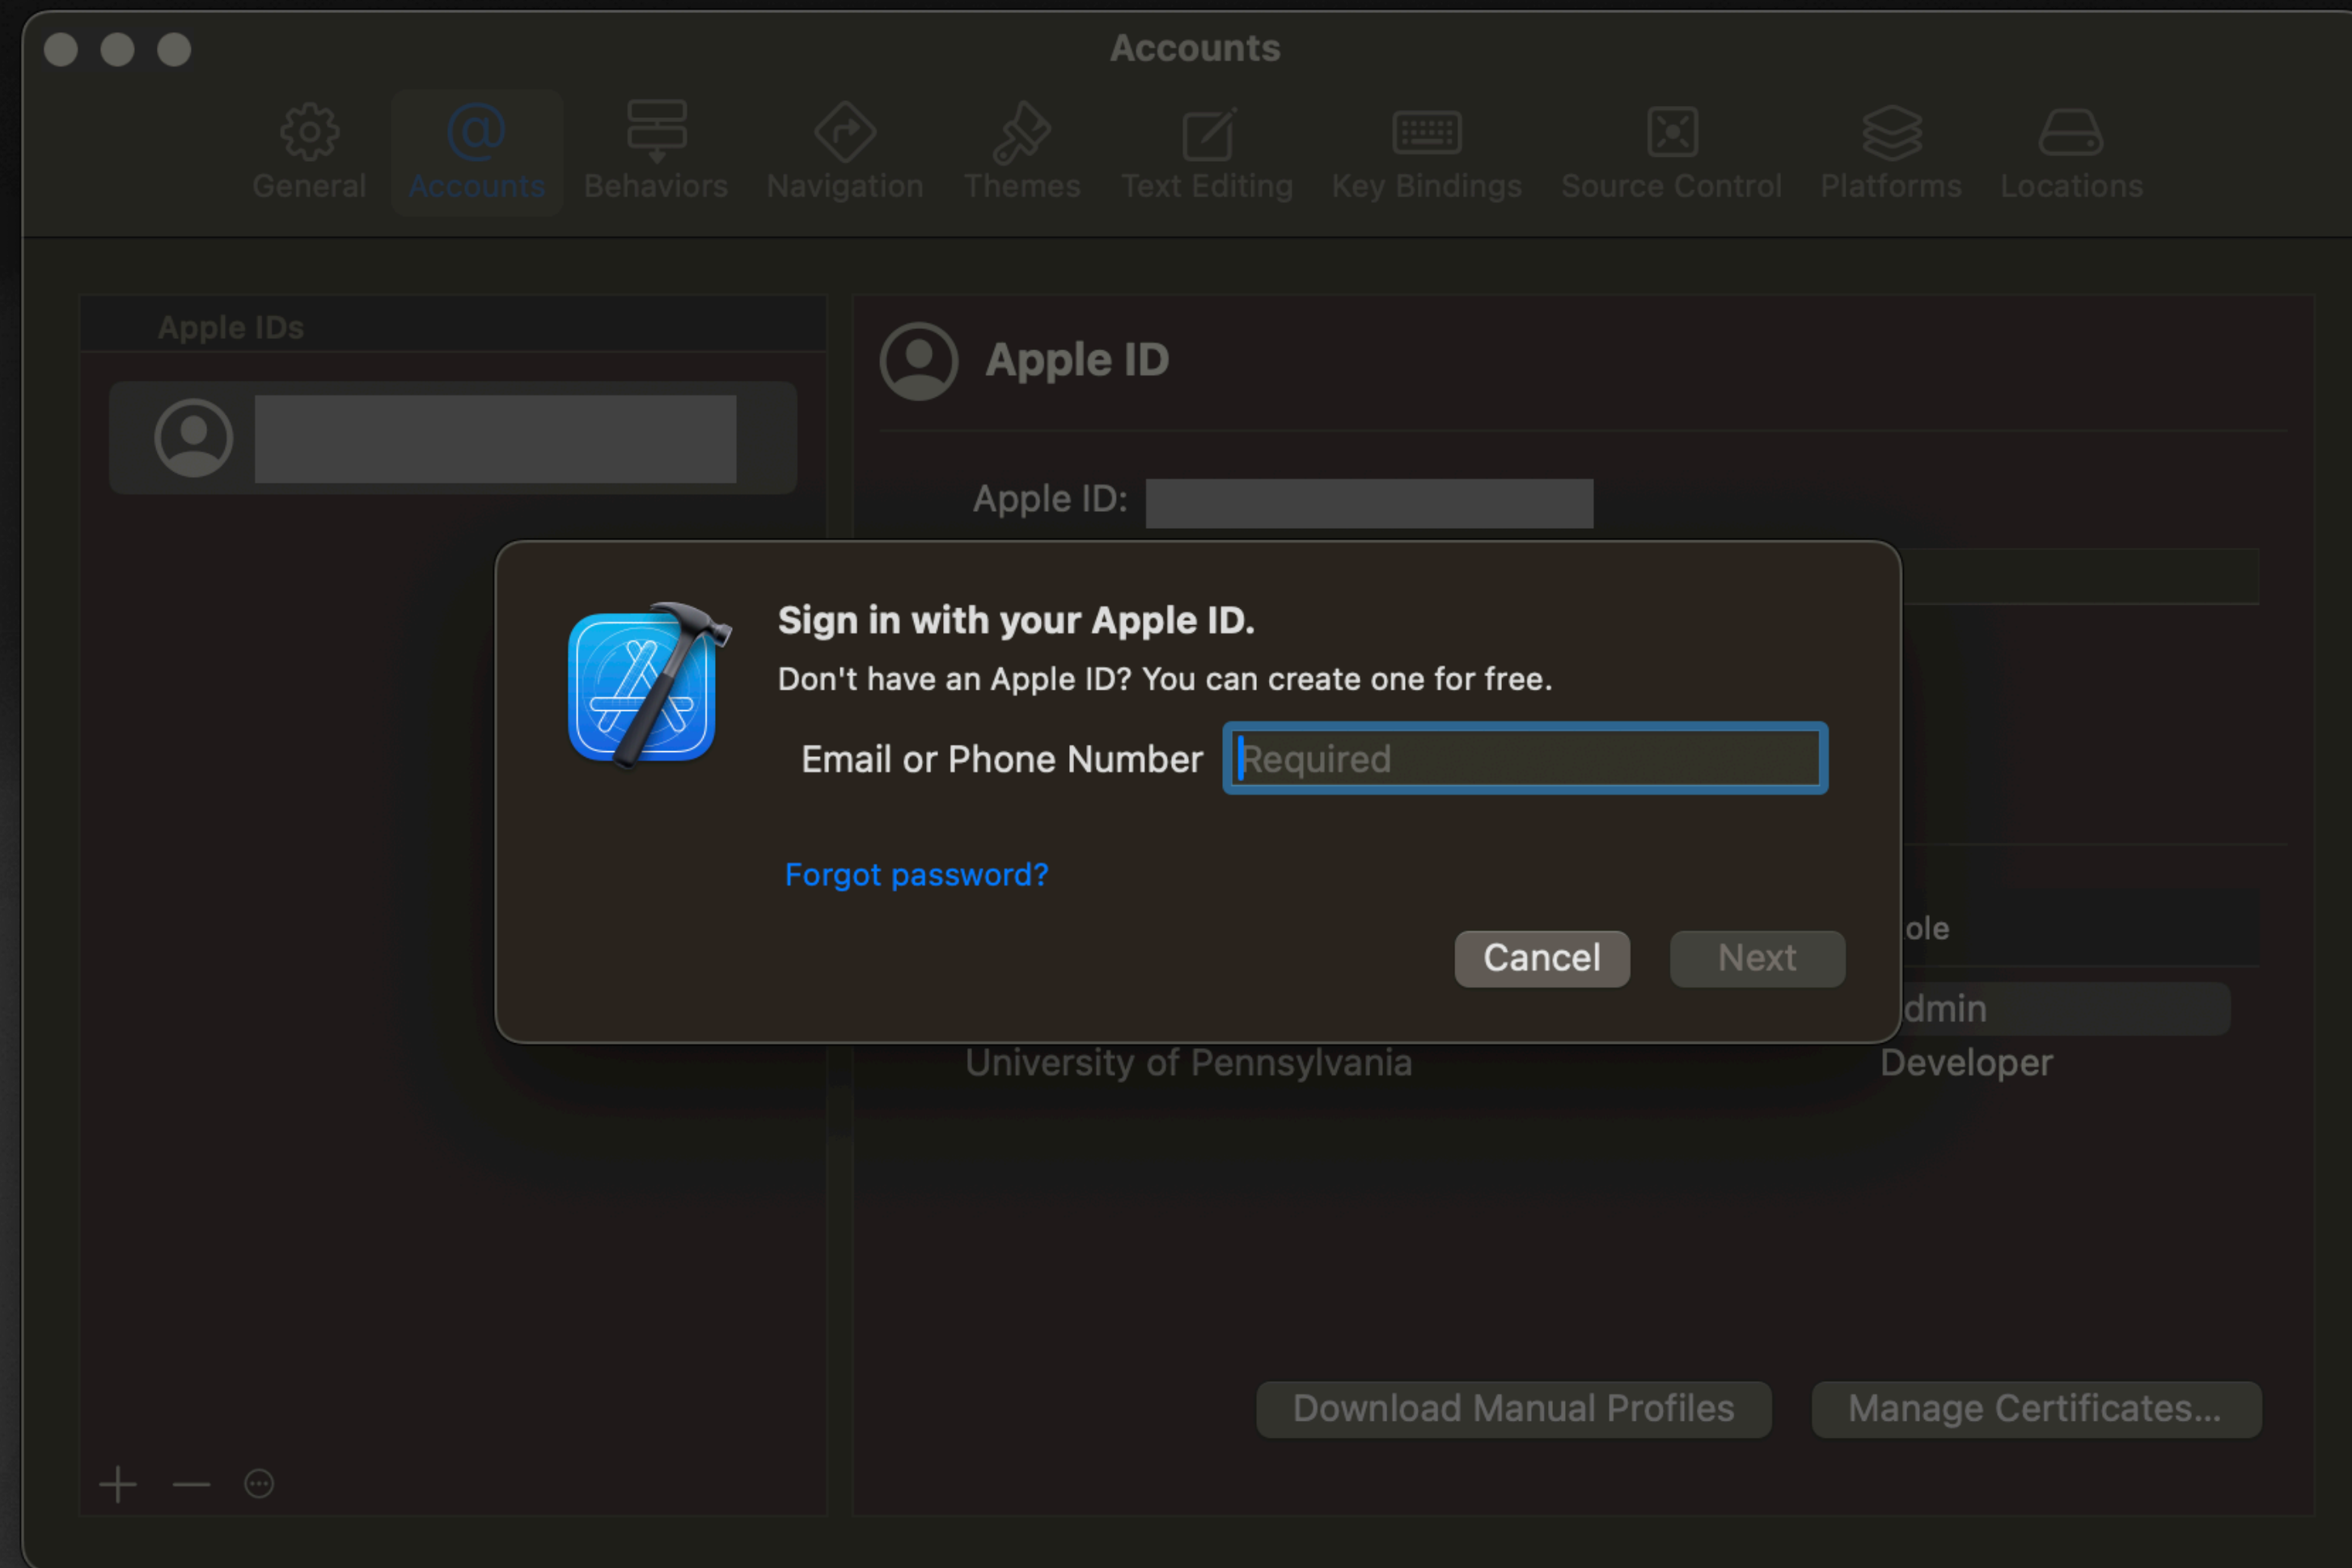 Accounts
General Accounts Behaviors Navigation Themes Text Editing Key Bindings Source Control Platforms Locations
Apple IDs
Apple ID
Apple ID:
Sign in with your Apple ID.
Don't have an Apple ID? You can create one for free.
Email or Phone Number Required
Forgot password?
Cancel Next
ole
dmin
University of Pennsylvania Developer
Download Manual Profiles Manage Certificates...